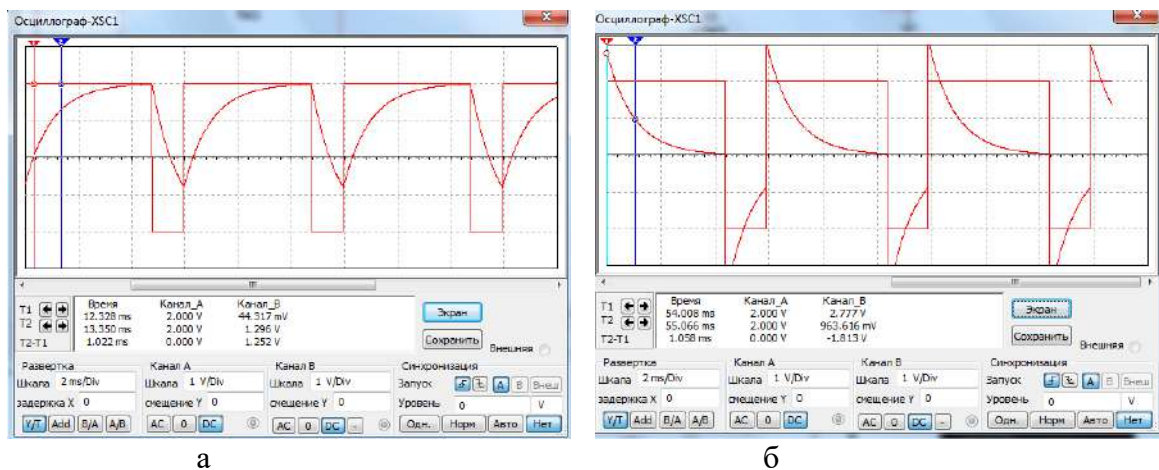 Осциллограф-XSC1
1 2
T1
T2
T2-T1
Время Канал_A Канал_B
12.328 ms 2.000 V 44.317 mV
13.350 ms 2.000 V 1.296 V
1.022 ms 0.000 V 1.252 V
Экран
Сохранить
Внешняя
Развертка
Шкала 2 ms/Div
задержка X 0
Y/T Add B/A A/B
Канал A
Шкала 1 V/Div
смещение Y 0
AC 0 DC
Канал B
Шкала 1 V/Div
смещение Y 0
AC 0 DC -
Синхронизация
Запуск A B Внеш
Уровень 0 V
Одн. Норм Авто Нет
а
Осциллограф-XSC1
1 2
T1
T2
T2-T1
Время Канал_A Канал_B
54.008 ms 2.000 V 2.777 V
55.066 ms 2.000 V 963.616 mV
1.058 ms 0.000 V -1.813 V
Экран
Сохранить
Внешняя
Развертка
Шкала 2 ms/Div
задержка X 0
Y/T Add B/A A/B
Канал A
Шкала 1 V/Div
смещение Y 0
AC 0 DC
Канал B
Шкала 1 V/Div
смещение Y 0
AC 0 DC -
Синхронизация
Запуск A B Внеш
Уровень 0 V
Одн. Норм Авто Нет
б